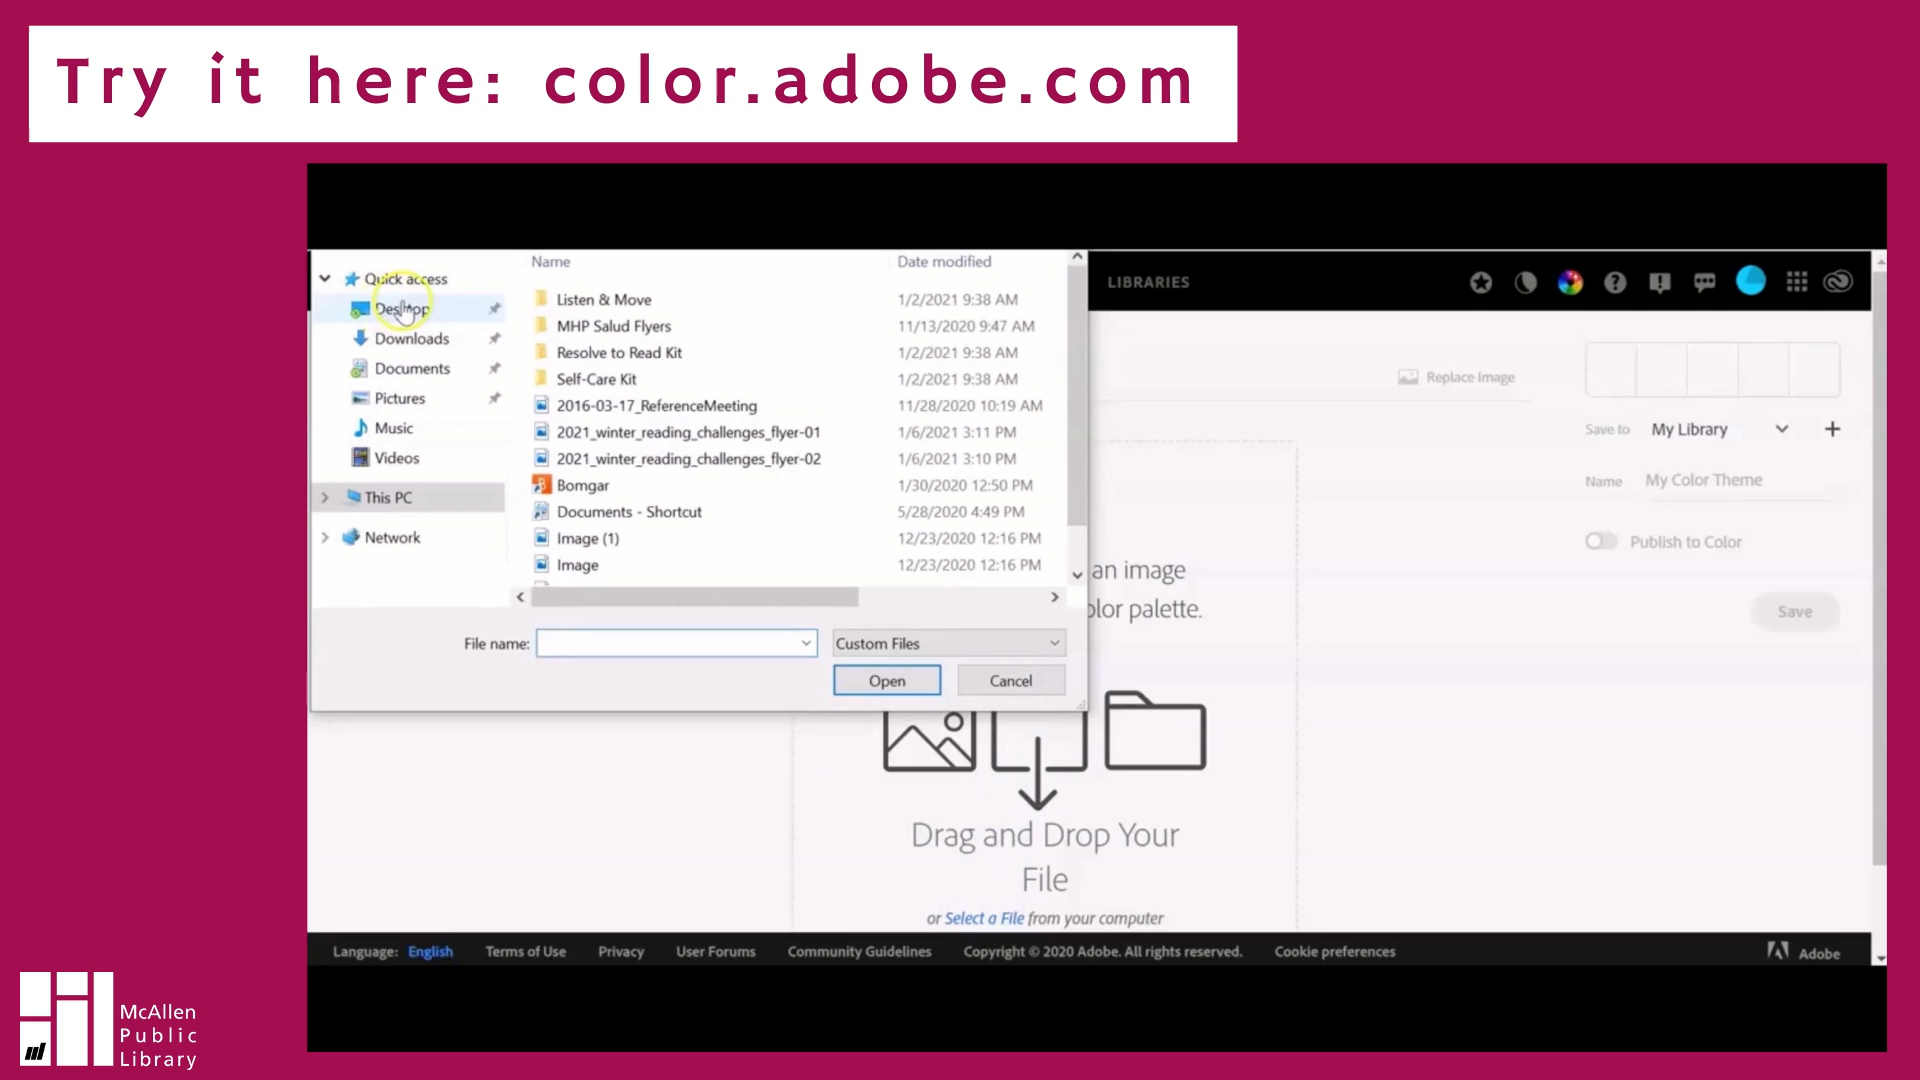 Try it here: color.adobe.com
Quick access
Desktop
Downloads
Documents
Pictures
Music
Videos
This PC
Network
Name Date modified
Listen & Move 1/2/2021 9:38 AM
MHP Salud Flyers 11/13/2020 9:47 AM
Resolve to Read Kit 1/2/2021 9:38 AM
Self-Care Kit 1/2/2021 9:38 AM
2016-03-17_ReferenceMeeting 11/28/2020 10:19 AM
2021_winter_reading_challenges_flyer-01 1/6/2021 3:11 PM
2021_winter_reading_challenges_flyer-02 1/6/2021 3:10 PM
Bomgar 1/30/2020 12:50 PM
Documents - Shortcut 5/28/2020 4:49 PM
Image (1) 12/23/2020 12:16 PM
Image 12/23/2020 12:16 PM
File name: Custom Files
Open Cancel
LIBRARIES
Replace Image
Save to My Library
Name My Color Theme
Publish to Color
Save
an image
olor palette.
Drag and Drop Your
File
or Select a File from your computer
Language: English Terms of Use Privacy User Forums Community Guidelines Copyright © 2020 Adobe. All rights reserved. Cookie preferences Adobe
McAllen
Public
Library